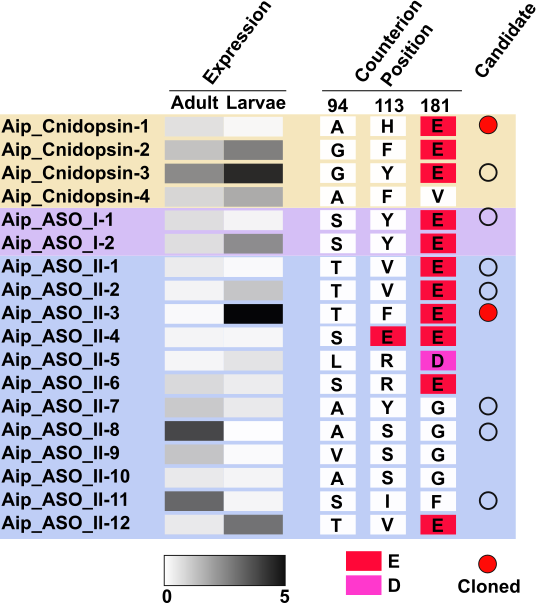 Expression
Counterion
Position
Candidate
Adult Larvae 94 113 181
Aip_Cnidopsin-1 A H E
Aip_Cnidopsin-2 G F E
Aip_Cnidopsin-3 G Y E
Aip_Cnidopsin-4 A F V
Aip_ASO_I-1 S Y E
Aip_ASO_I-2 S Y E
Aip_ASO_II-1 T V E
Aip_ASO_II-2 T V E
Aip_ASO_II-3 T F E
Aip_ASO_II-4 S E E
Aip_ASO_II-5 L R D
Aip_ASO_II-6 S R E
Aip_ASO_II-7 A Y G
Aip_ASO_II-8 A S G
Aip_ASO_II-9 V S G
Aip_ASO_II-10 A S G
Aip_ASO_II-11 S I F
Aip_ASO_II-12 T V E
E
D
0 5 Cloned